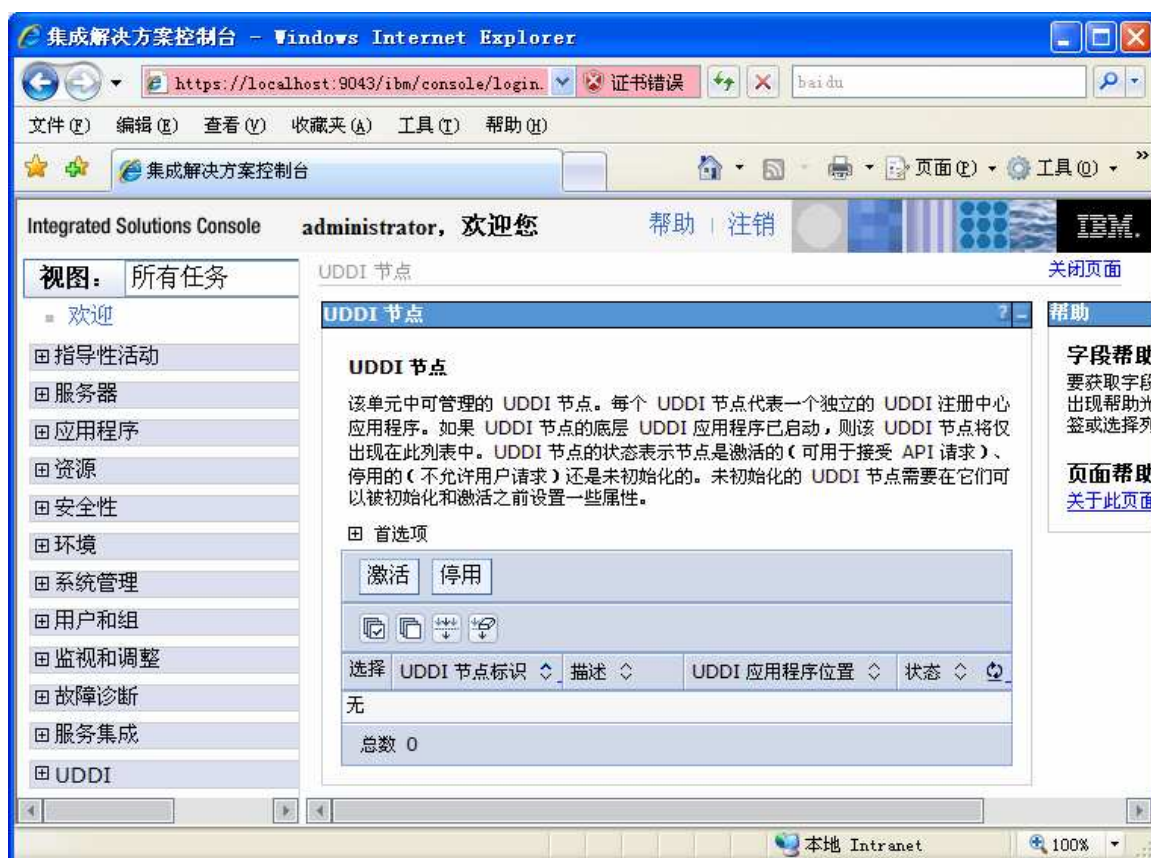 集成解决方案控制台 - Windows Internet Explorer
https://localhost:9043/ibm/console/login. 证书错误 baidu
文件(F) 编辑(E) 查看(V) 收藏夹(A) 工具(T) 帮助(H)
集成解决方案控制台 页面(P) 工具(O) »
Integrated Solutions Console administrator，欢迎您 帮助 | 注销 IBM.
视图： 所有任务
欢迎
指导性活动
服务器
应用程序
资源
安全性
环境
系统管理
用户和组
监视和调整
故障诊断
服务集成
UDDI
UDDI 节点 关闭页面
UDDI 节点 ? -
UDDI 节点
该单元中可管理的 UDDI 节点。每个 UDDI 节点代表一个独立的 UDDI 注册中心
应用程序。如果 UDDI 节点的底层 UDDI 应用程序已启动，则该 UDDI 节点将仅
出现在此列表中。UDDI 节点的状态表示节点是激活的（可用于接受 API 请求）、
停用的（不允许用户请求）还是未初始化的。未初始化的 UDDI 节点需要在它们可
以被初始化和激活之前设置一些属性。
首选项
激活 停用
选择 UDDI 节点标识 描述 UDDI 应用程序位置 状态
无
总数 0
帮助
字段帮助
要获取字段
出现帮助光
签或选择列
页面帮助
关于此页面
本地 Intranet 100%